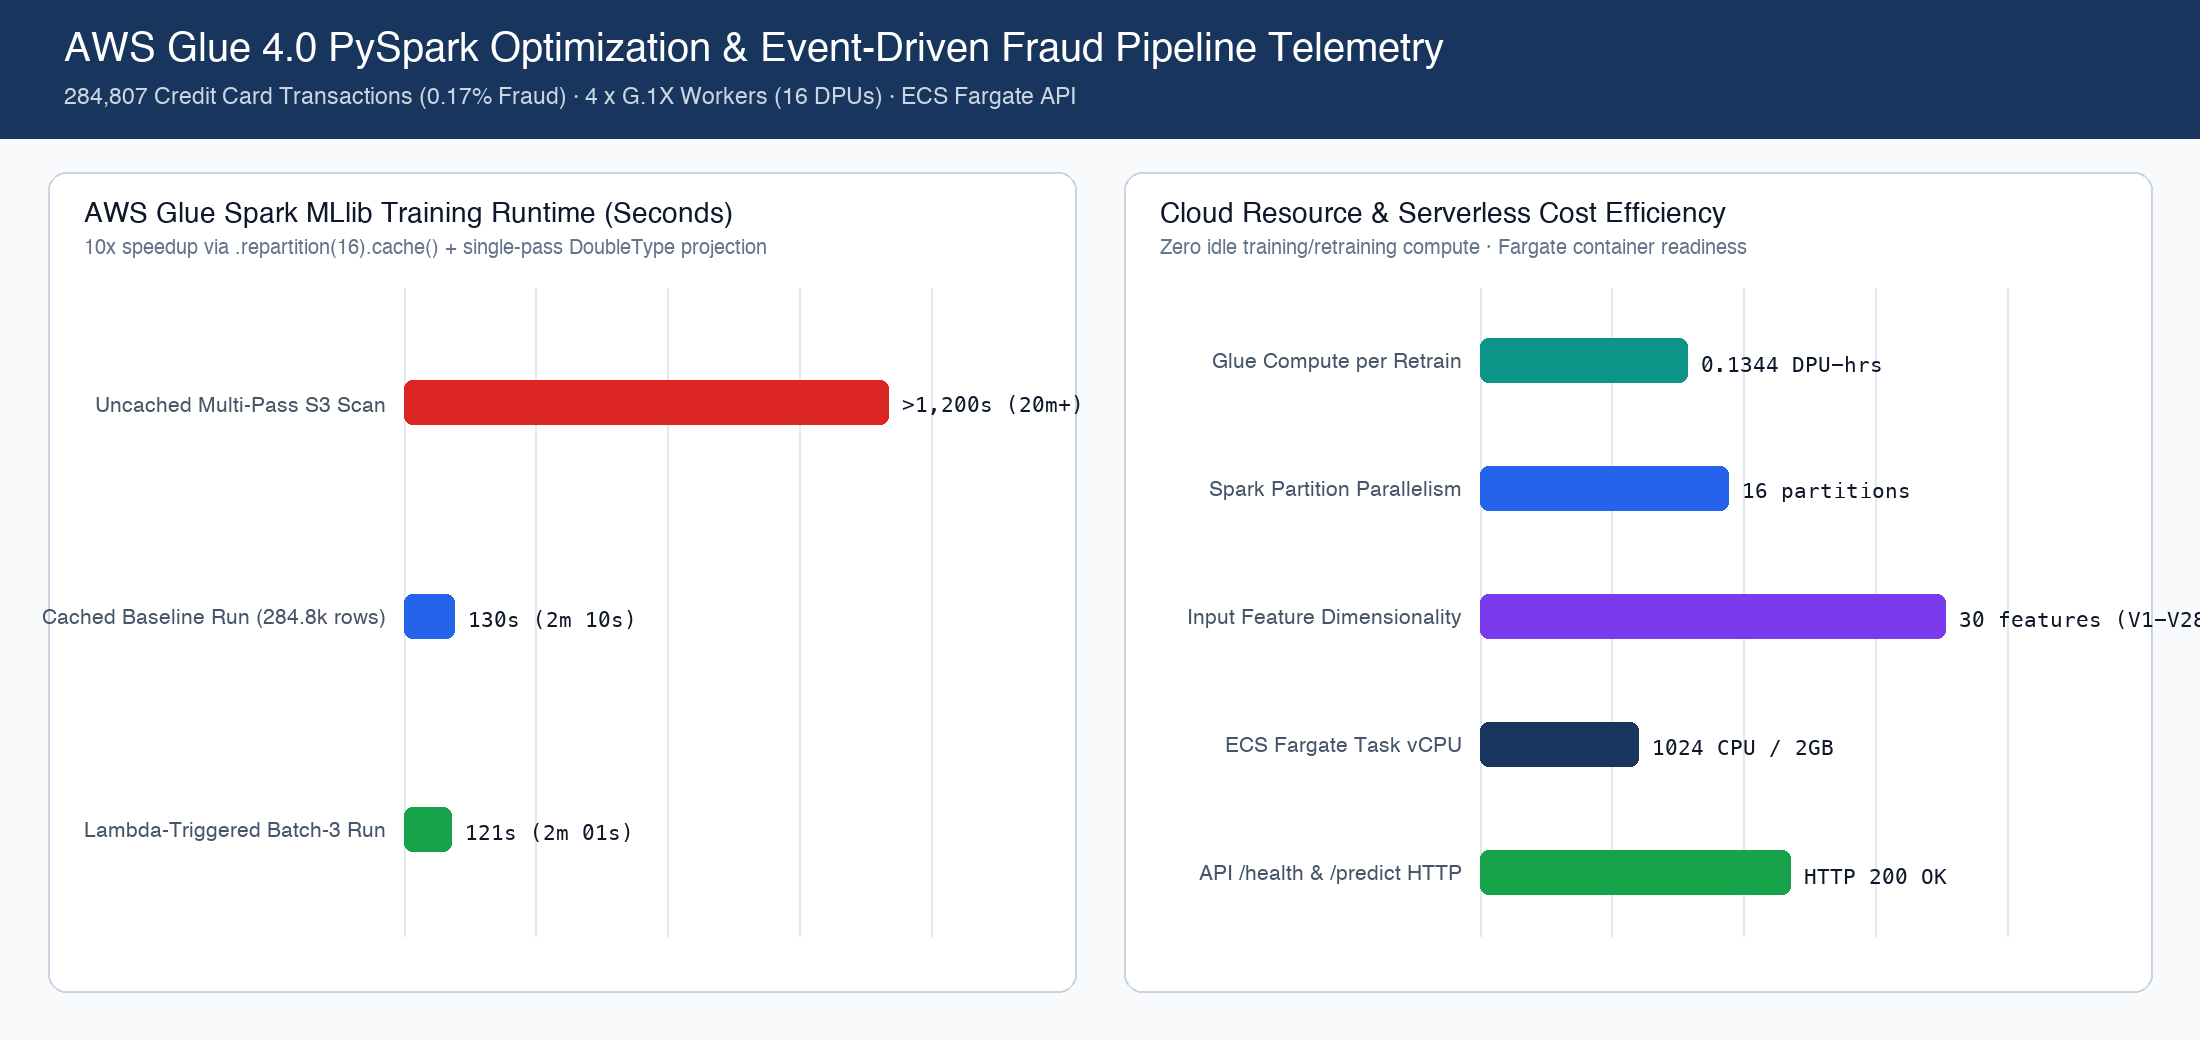 AWS Glue 4.0 PySpark Optimization & Event-Driven Fraud Pipeline Telemetry
284,807 Credit Card Transactions (0.17% Fraud) · 4 x G.1X Workers (16 DPUs) · ECS Fargate API
AWS Glue Spark MLlib Training Runtime (Seconds)
10x speedup via .repartition(16).cache() + single-pass DoubleType projection
Uncached Multi-Pass S3 Scan
>1,200s (20m+)
Cached Baseline Run (284.8k rows)
130s (2m 10s)
Lambda-Triggered Batch-3 Run
121s (2m 01s)
Cloud Resource & Serverless Cost Efficiency
Zero idle training/retraining compute · Fargate container readiness
Glue Compute per Retrain
0.1344 DPU-hrs
Spark Partition Parallelism
16 partitions
Input Feature Dimensionality
30 features (V1-V28
ECS Fargate Task vCPU
1024 CPU / 2GB
API /health & /predict HTTP
HTTP 200 OK